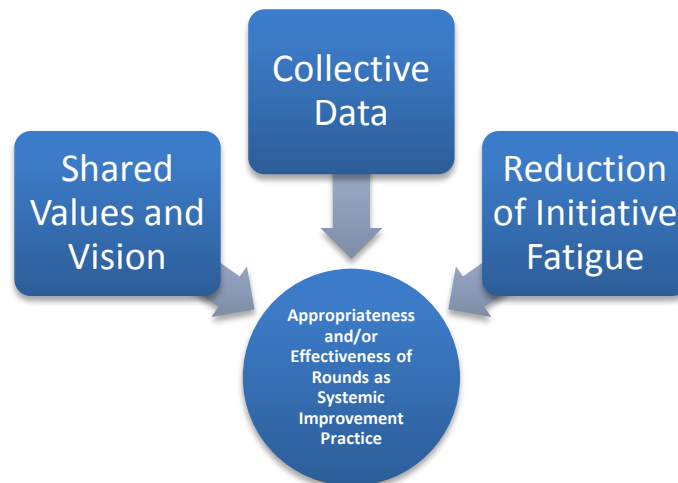 Collective
Data
Shared
Values and
Vision
Reduction
of Initiative
Fatigue
Appropriateness
and/or
Effectiveness of
Rounds as
Systemic
Improvement
Practice